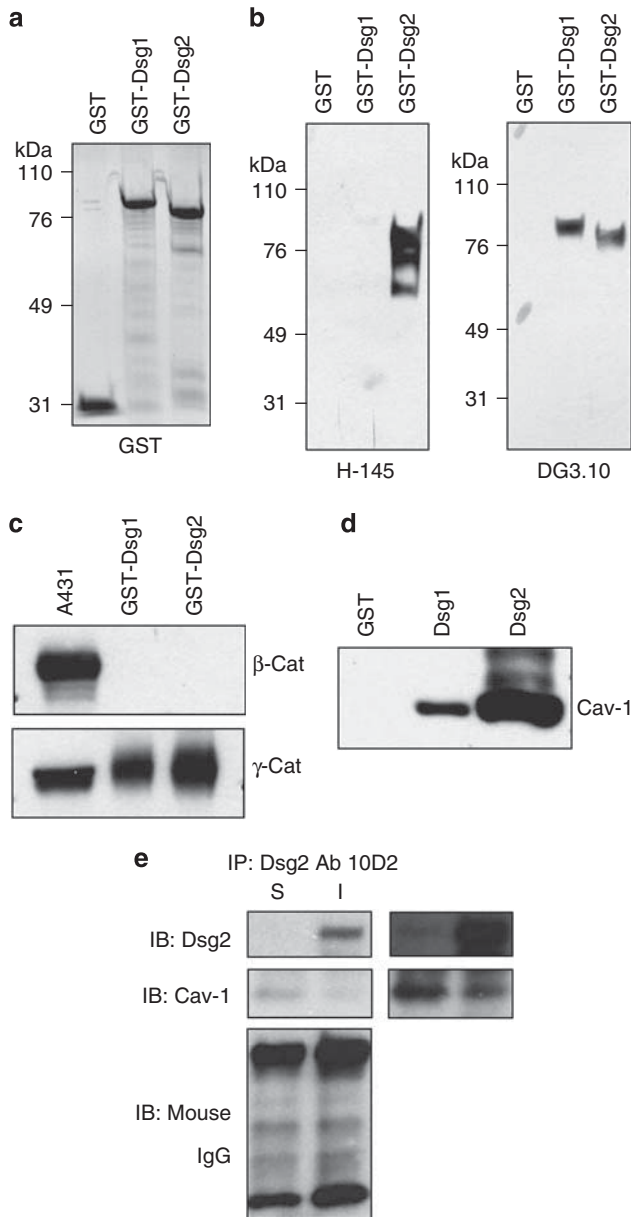 a
GST
GST-Dsg1
GST-Dsg2
kDa
110
76
49
31
GST
b
GST
GST-Dsg1
GST-Dsg2
kDa
110
76
49
31
H-145
GST
GST-Dsg1
GST-Dsg2
kDa
110
76
49
31
DG3.10
c
A431
GST-Dsg1
GST-Dsg2
β-Cat
γ-Cat
d
GST
Dsg1
Dsg2
Cav-1
e
IP: Dsg2 Ab 10D2
S I
IB: Dsg2
IB: Cav-1
IB: Mouse
IgG